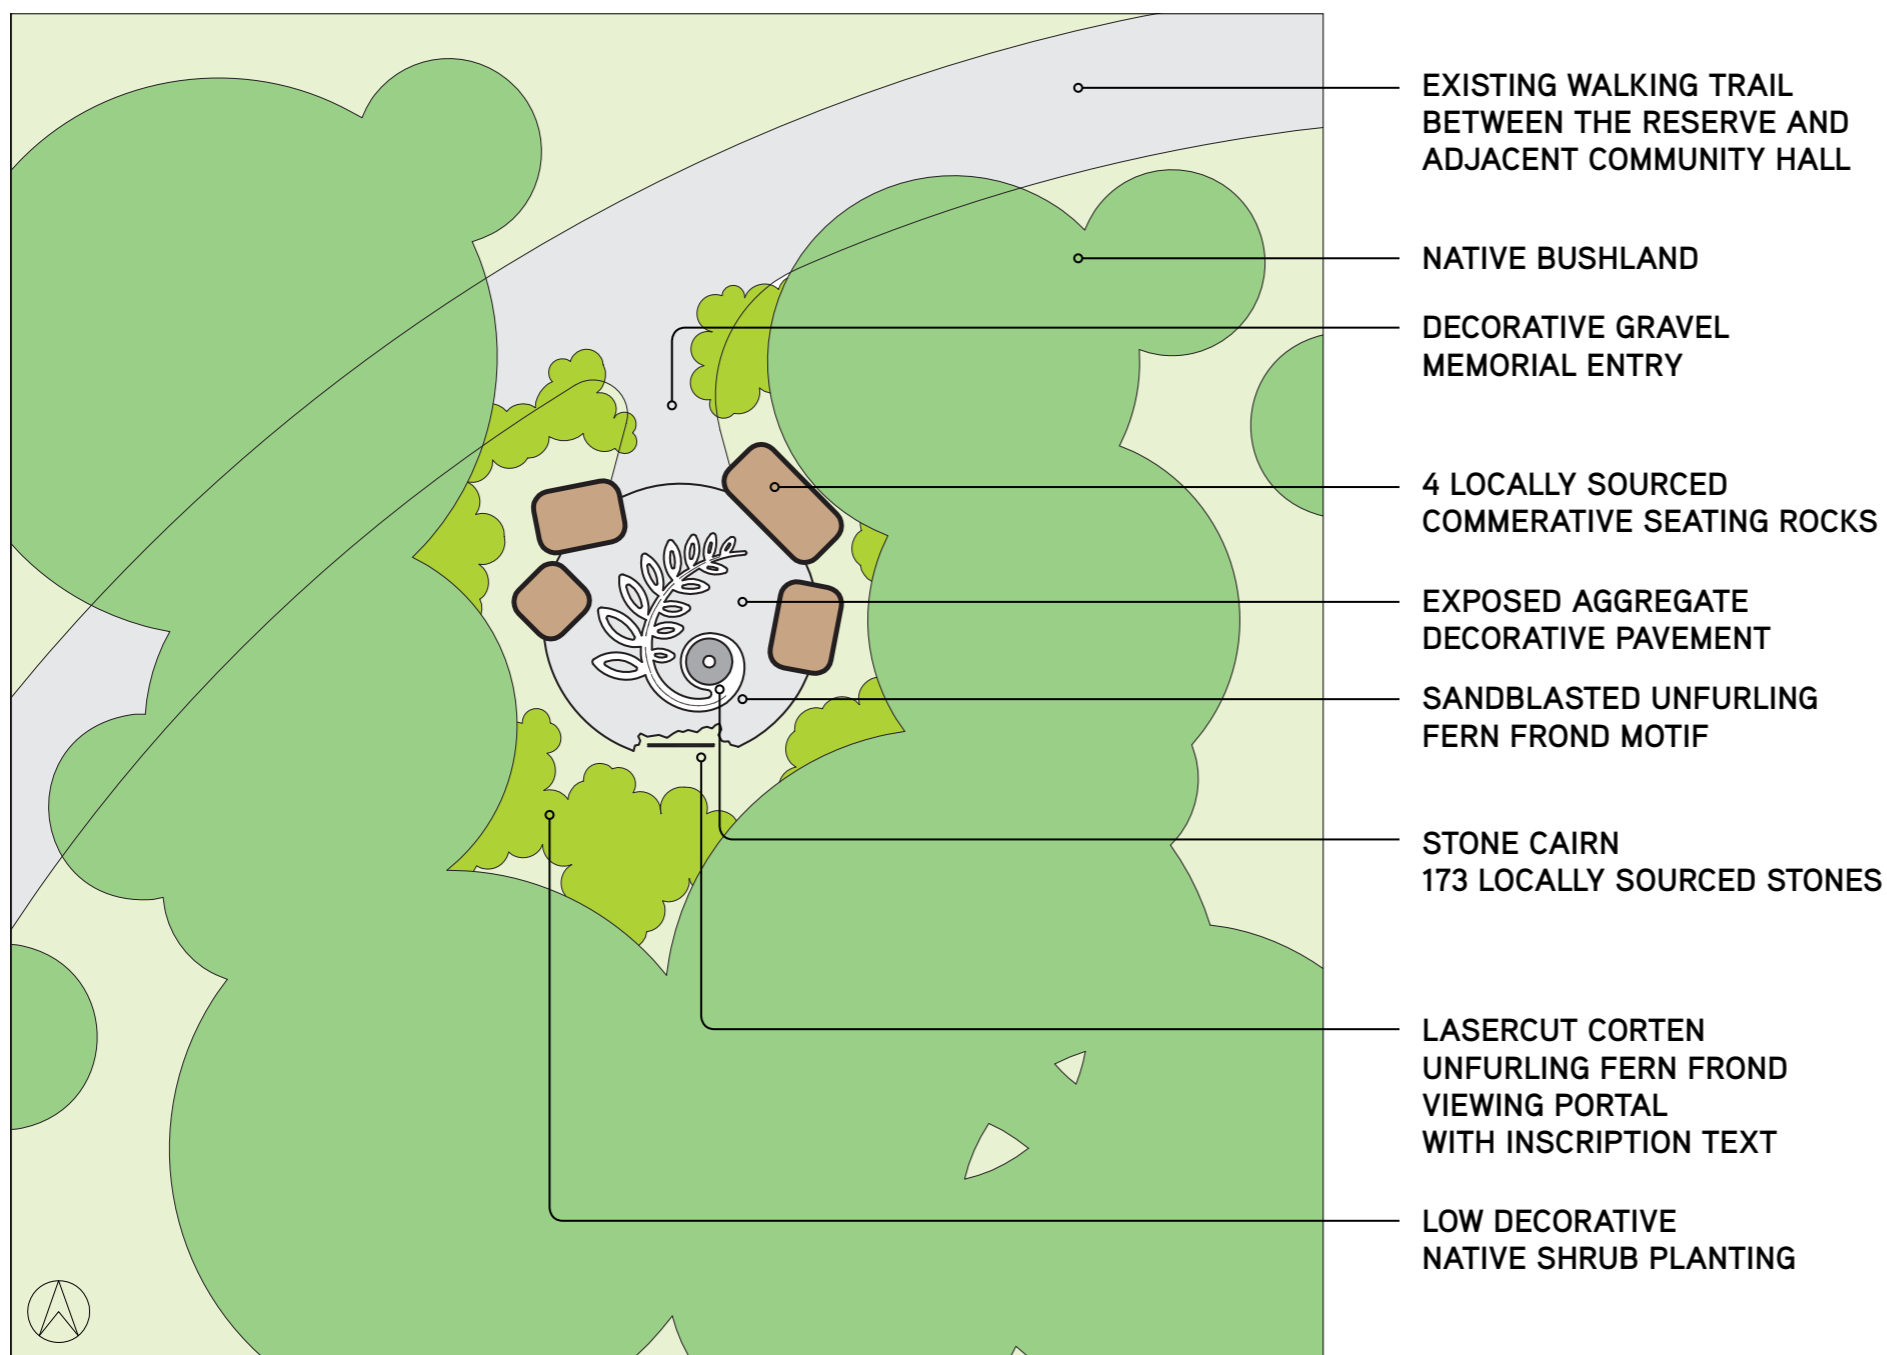 EXISTING WALKING TRAIL
BETWEEN THE RESERVE AND
ADJACENT COMMUNITY HALL
NATIVE BUSHLAND
DECORATIVE GRAVEL
MEMORIAL ENTRY
4 LOCALLY SOURCED
COMMERATIVE SEATING ROCKS
EXPOSED AGGREGATE
DECORATIVE PAVEMENT
SANDBLASTED UNFURLING
FERN FROND MOTIF
STONE CAIRN
173 LOCALLY SOURCED STONES
LASERCUT CORTEN
UNFURLING FERN FROND
VIEWING PORTAL
WITH INSCRIPTION TEXT
LOW DECORATIVE
NATIVE SHRUB PLANTING